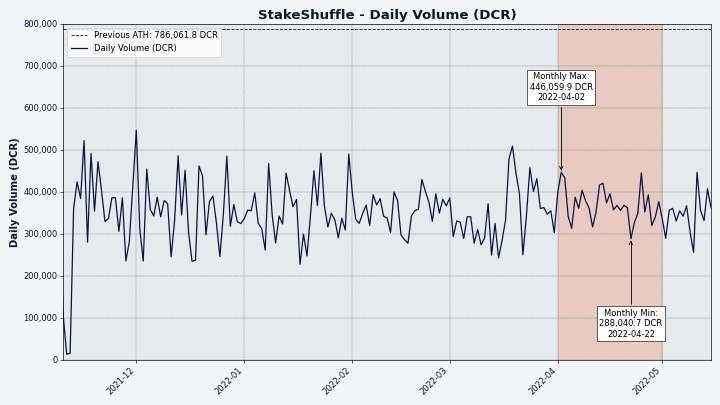 StakeShuffle - Daily Volume (DCR)
Previous ATH: 786,061.8 DCR
Daily Volume (DCR)
Daily Volume (DCR)
800,000
700,000
600,000
500,000
400,000
300,000
200,000
100,000
0
Monthly Max:
446,059.9 DCR
2022-04-02
Monthly Min:
288,040.7 DCR
2022-04-22
2021-12
2022-01
2022-02
2022-03
2022-04
2022-05